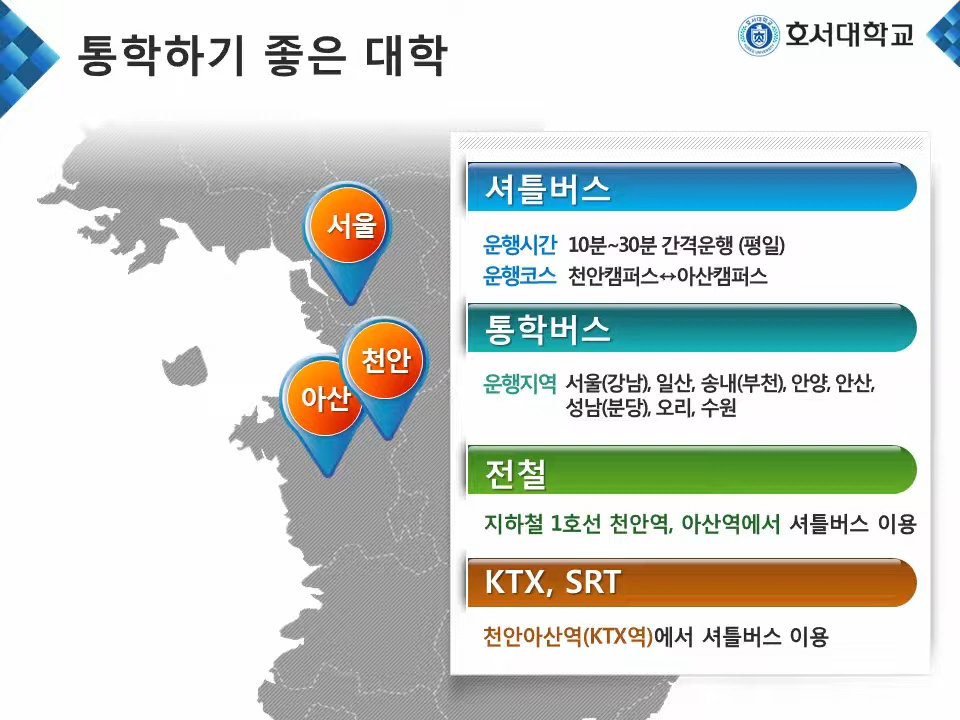 통학하기 좋은 대학
호서대학교
서울
천안
아산
셔틀버스
운행시간 10분~30분 간격운행 (평일)
운행코스 천안캠퍼스↔아산캠퍼스
통학버스
운행지역 서울(강남), 일산, 송내(부천), 안양, 안산,
성남(분당), 오리, 수원
전철
지하철 1호선 천안역, 아산역에서 셔틀버스 이용
KTX, SRT
천안아산역(KTX역)에서 셔틀버스 이용